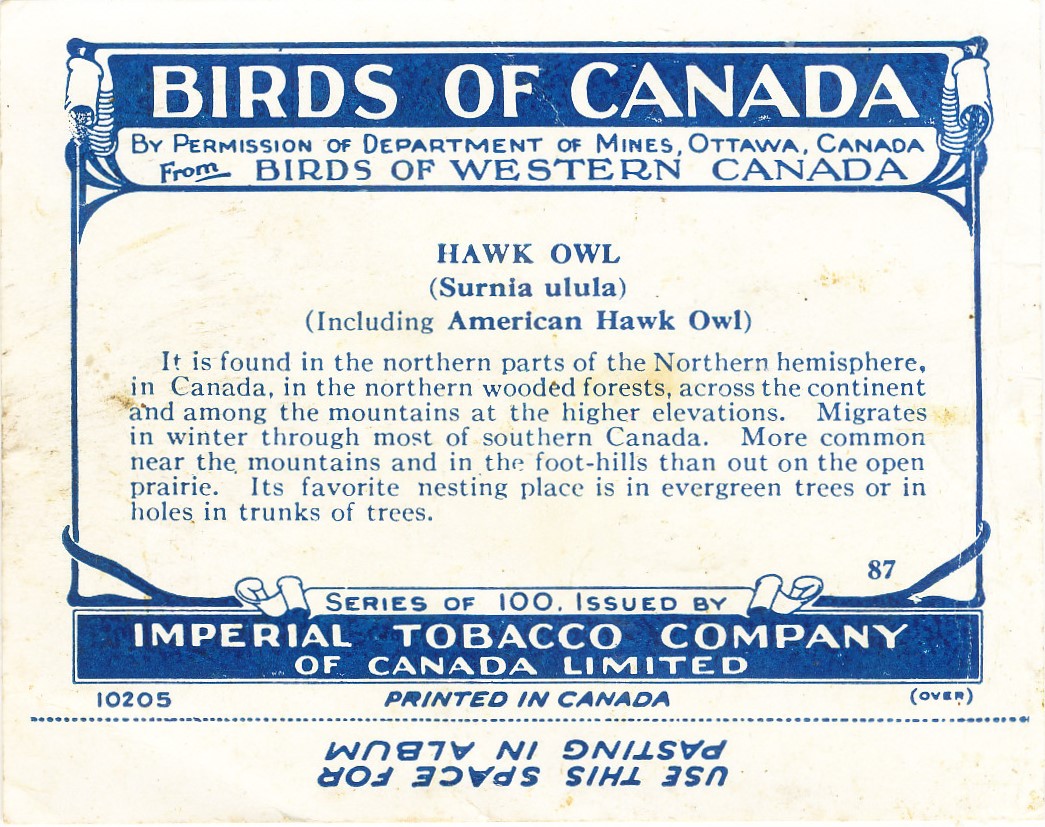 BIRDS OF CANADA
BY PERMISSION OF DEPARTMENT OF MINES, OTTAWA, CANADA
From BIRDS OF WESTERN CANADA
HAWK OWL
(Surnia ulula)
(Including American Hawk Owl)
It is found in the northern parts of the Northern hemisphere,
in Canada, in the northern wooded forests, across the continent
and among the mountains at the higher elevations. Migrates
in winter through most of southern Canada. More common
near the mountains and in the foot-hills than out on the open
prairie. Its favorite nesting place is in evergreen trees or in
holes in trunks of trees.
87
SERIES OF 100. ISSUED BY
IMPERIAL TOBACCO COMPANY
OF CANADA LIMITED
10205 PRINTED IN CANADA (OVER)
USE THIS SPACE FOR
PASTING IN ALBUM